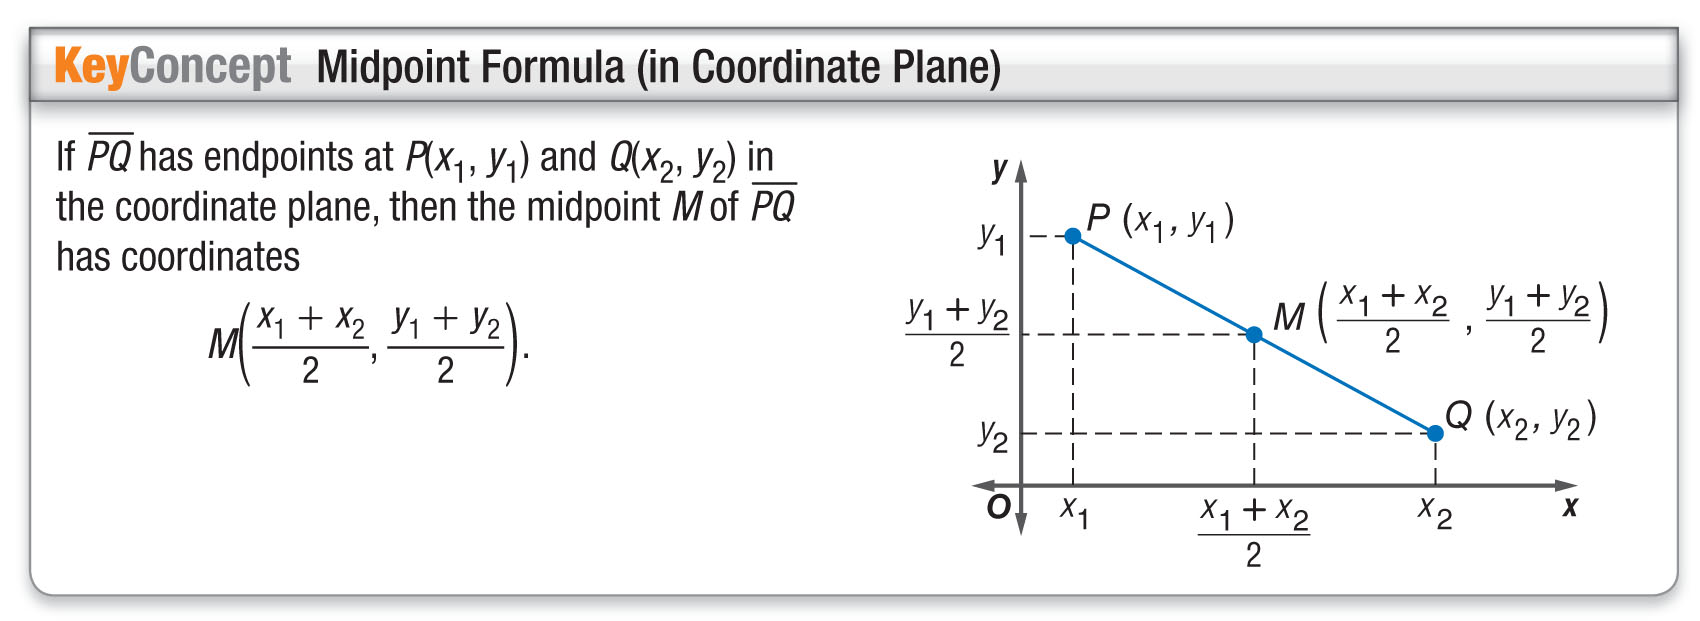 KeyConcept Midpoint Formula (in Coordinate Plane)
If P̅Q̅ has endpoints at P(x₁, y₁) and Q(x₂, y₂) in
the coordinate plane, then the midpoint M of P̅Q̅
has coordinates
M((x₁ + x₂)/2, (y₁ + y₂)/2).
y
y₁
P (x₁, y₁)
(y₁ + y₂)/2
M ((x₁ + x₂)/2, (y₁ + y₂)/2)
y₂
Q (x₂, y₂)
O
x₁
(x₁ + x₂)/2
x₂
x